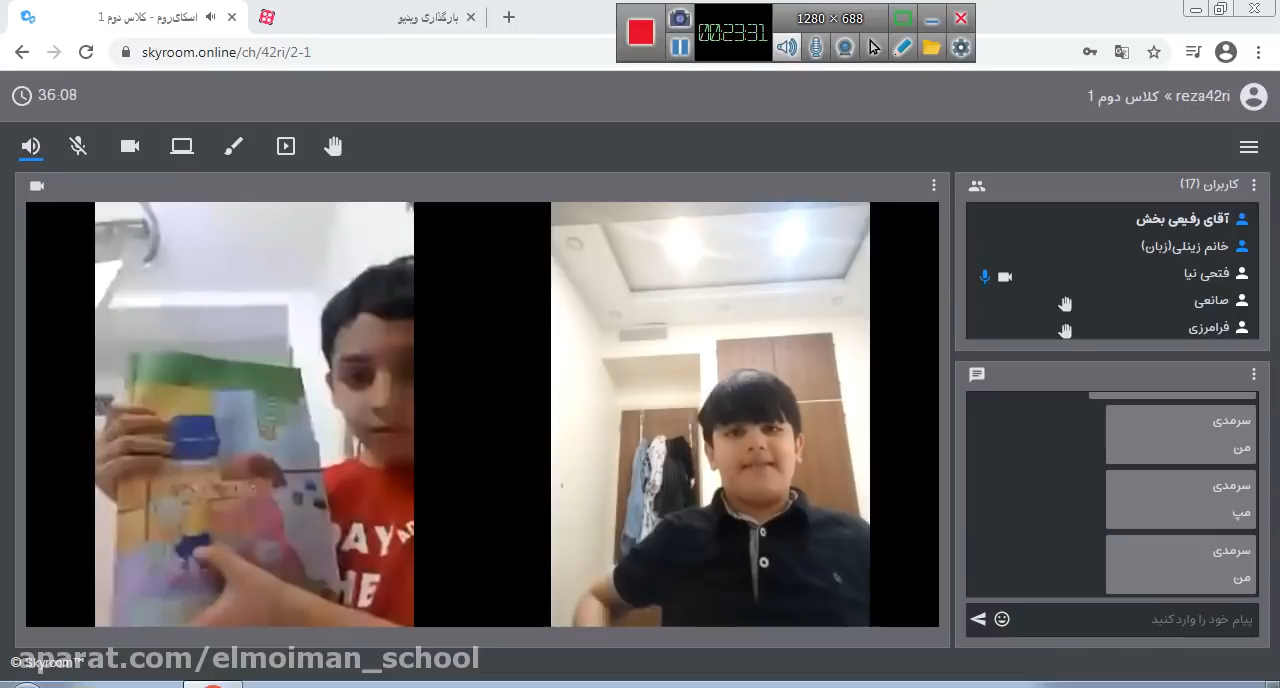 اسکای‌روم - کلاس دوم 1
بارگذاری ویدیو
00:23:31
1280 × 688
skyroom.online/ch/42ri/2-1
36:08
reza42ri » کلاس دوم 1
کاربران (17)
آقای رفیعی بخش
خانم زینلی(زبان)
فتحی نیا
صانعی
فرامرزی
سرمدی
من
سرمدی
مپ
سرمدی
من
پیام خود را وارد کنید
© Skyroom™
aparat.com/elmoiman_school